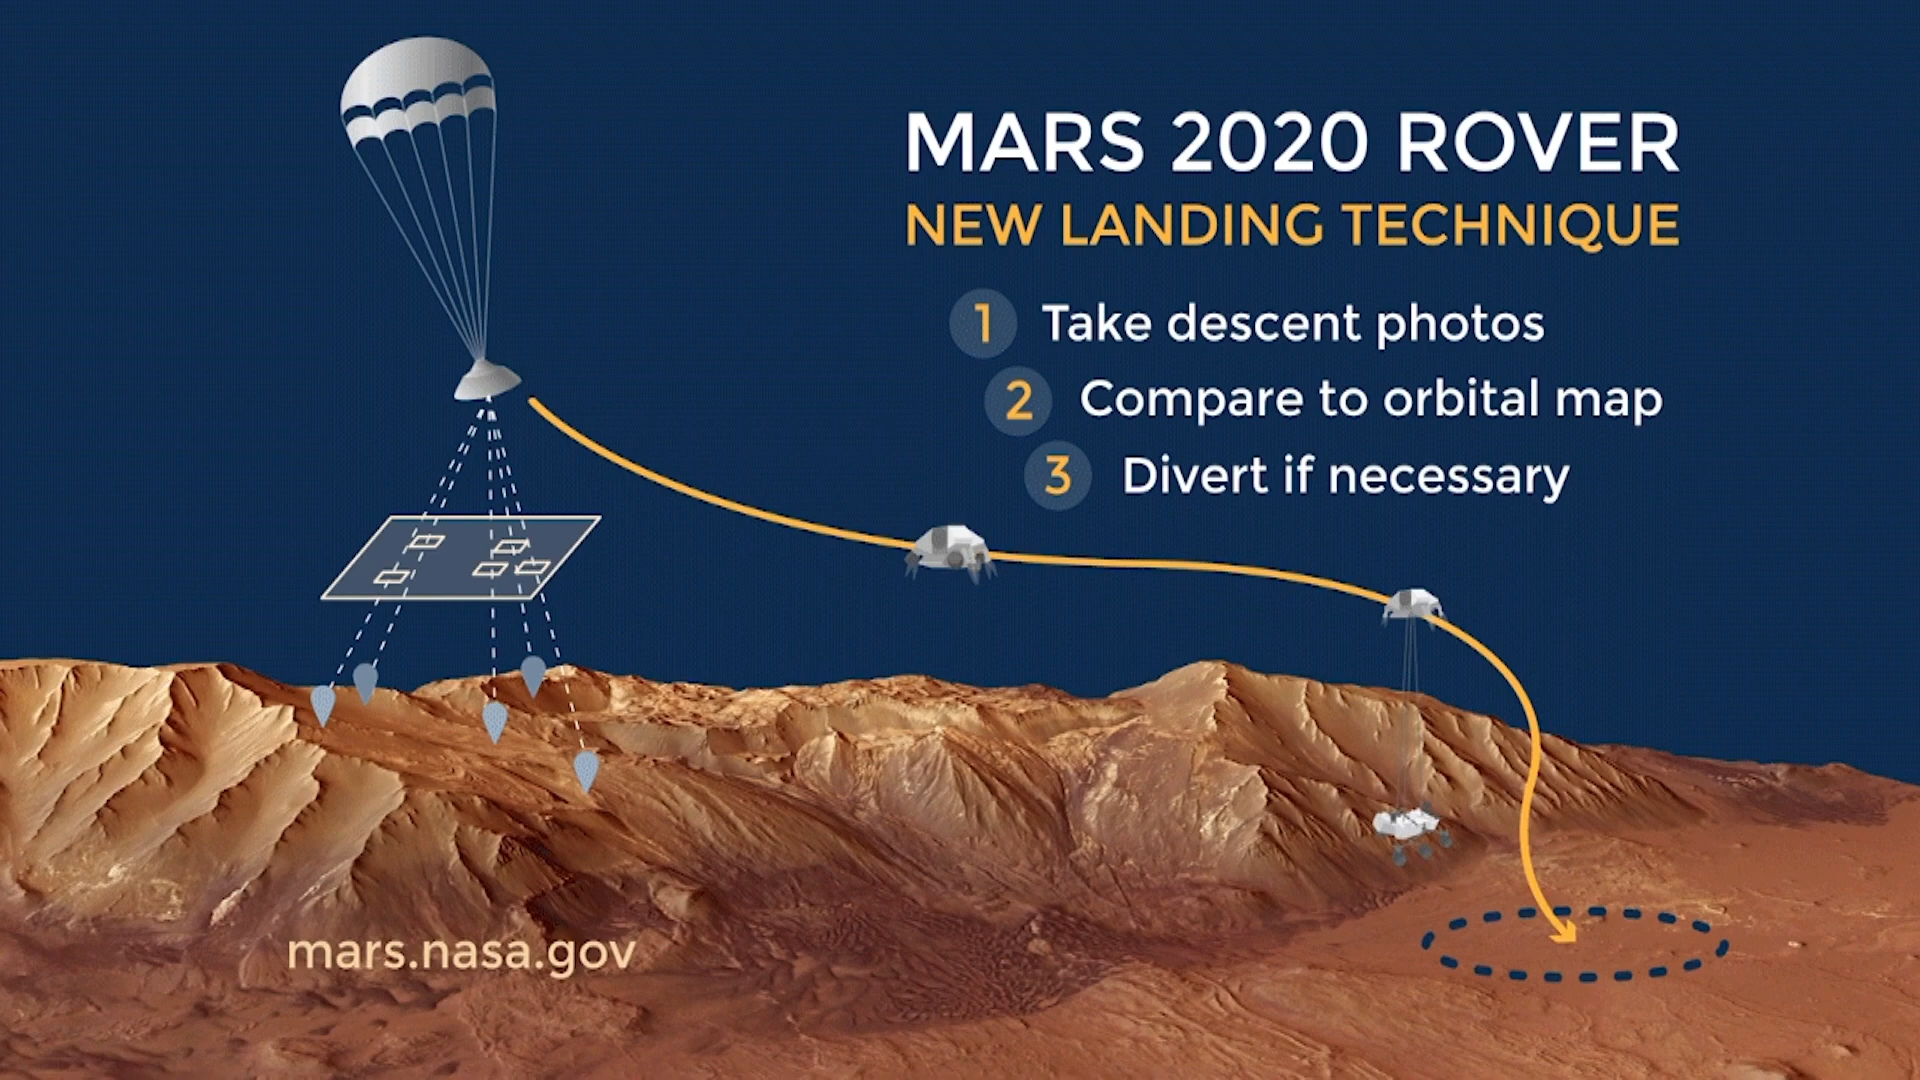 MARS 2020 ROVER
NEW LANDING TECHNIQUE
1 Take descent photos
2 Compare to orbital map
3 Divert if necessary
mars.nasa.gov